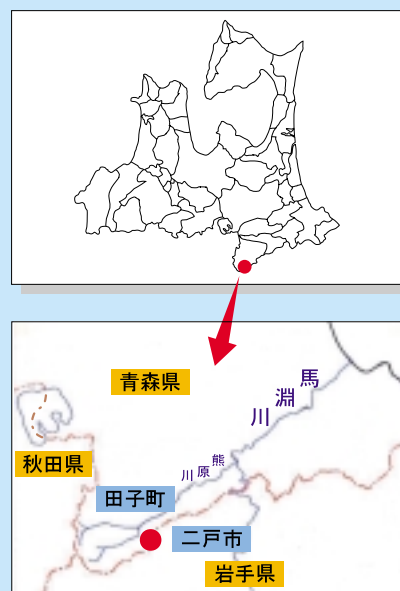 青森県
馬淵川
秋田県
熊原川
田子町
二戸市
岩手県